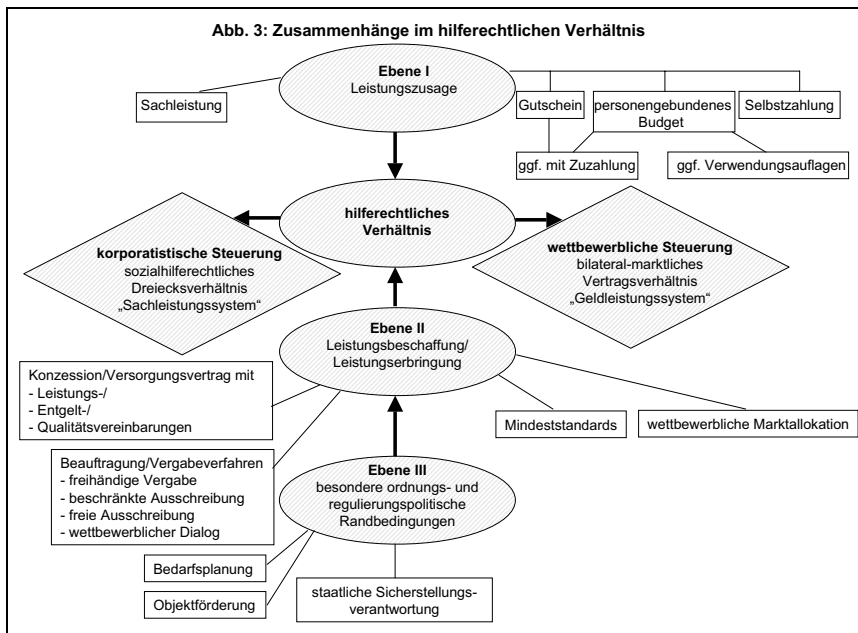 Abb. 3: Zusammenhänge im hilferechtlichen Verhältnis
Ebene I
Leistungszusage
Sachleistung
Gutschein
personengebundenes
Budget
Selbstzahlung
ggf. mit Zuzahlung
ggf. Verwendungsauflagen
hilferechtliches
Verhältnis
korporatistische Steuerung
sozialhilferechtliches
Dreiecksverhältnis
„Sachleistungssystem“
wettbewerbliche Steuerung
bilateral-marktliches
Vertragsverhältnis
„Geldleistungssystem“
Ebene II
Leistungsbeschaffung/
Leistungserbringung
Konzession/Versorgungsvertrag mit
- Leistungs-/
- Entgelt-/
- Qualitätsvereinbarungen
Mindeststandards
wettbewerbliche Marktallokation
Beauftragung/Vergabeverfahren
- freihändige Vergabe
- beschränkte Ausschreibung
- freie Ausschreibung
- wettbewerblicher Dialog
Ebene III
besondere ordnungs- und
regulierungspolitische
Randbedingungen
Bedarfsplanung
Objektförderung
staatliche Sicherstellungs-
verantwortung